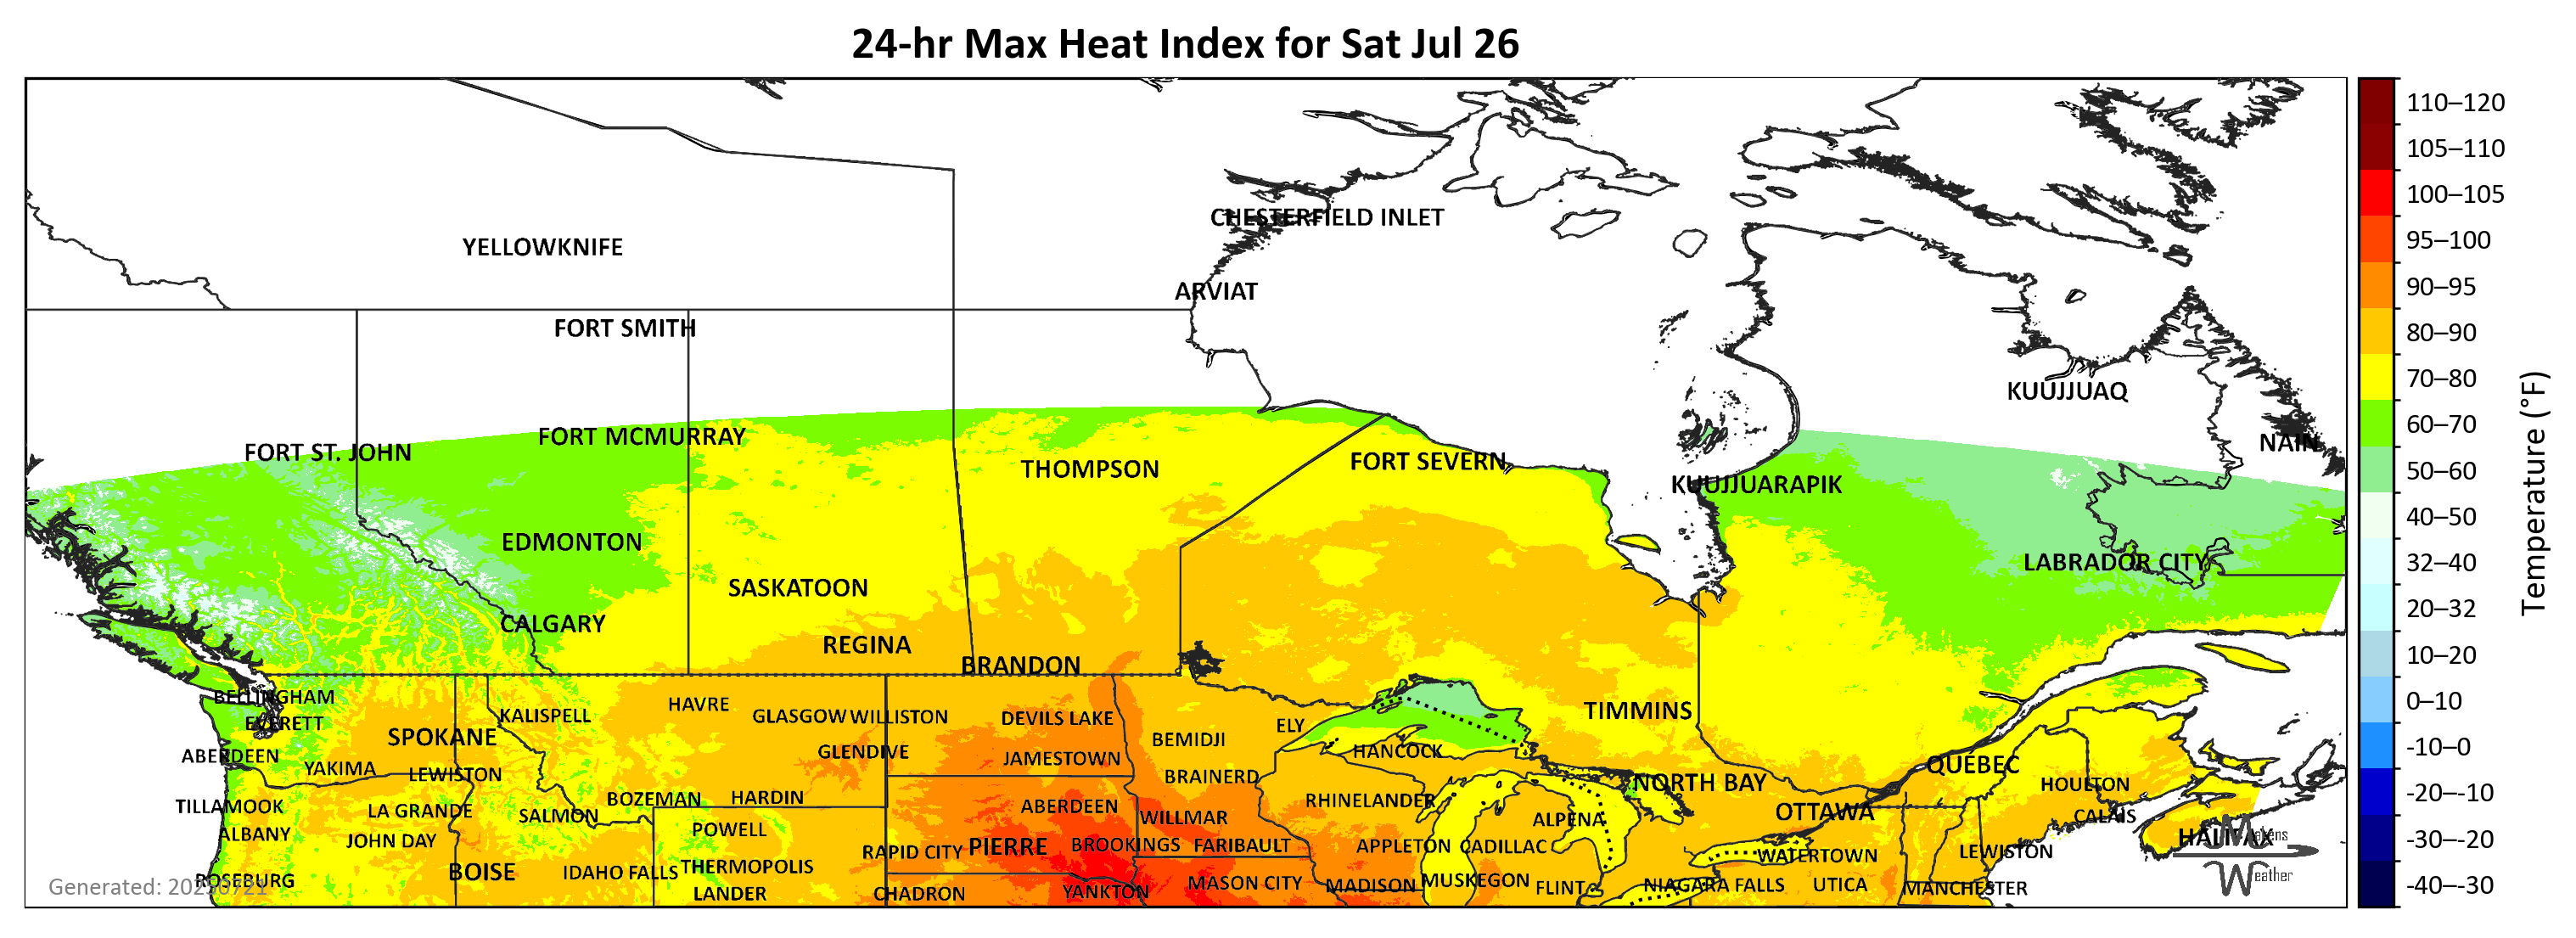 24-hr Max Heat Index for Sat Jul 26
CHESTERFIELD INLET
YELLOWKNIFE
ARVIAT
FORT SMITH
KUUJJUAQ
FORT MCMURRAY
NAIN
FORT ST. JOHN
FORT SEVERN
THOMPSON
KUUJJUARAPIK
EDMONTON
LABRADOR CITY
SASKATOON
CALGARY
REGINA
BRANDON
BELLINGHAM
HAVRE
TIMMINS
KALISPELL
GLASGOW
WILLISTON
DEVILS LAKE
EVERETT
ELY
SPOKANE
BEMIDJI
HANCOCK
GLENDIVE
ABERDEEN
JAMESTOWN
QUEBEC
YAKIMA
LEWISTON
BRAINERD
NORTH BAY
HOULTON
BOZEMAN
HARDIN
RHINELANDER
TILLAMOOK
ABERDEEN
LA GRANDE
SALMON
WILLMAR
OTTAWA
CALAIS
ALPENA
POWELL
ALBANY
HALIFAX
JOHN DAY
PIERRE
BROOKINGS
FARIBAULT
APPLETON
CADILLAC
RAPID CITY
LEWISTON
WATERTOWN
THERMOPOLIS
BOISE
IDAHO FALLS
ROSEBURG
MUSKEGON
MASON CITY
MADISON
NIAGARA FALLS
UTICA
FLINT
MANCHESTER
YANKTON
LANDER
CHADRON
Generated: 20250721
Weather
110–120
105–110
100–105
95–100
90–95
80–90
70–80
60–70
50–60
40–50
32–40
20–32
10–20
0–10
-10–0
-20–-10
-30–-20
-40–-30
Temperature (°F)